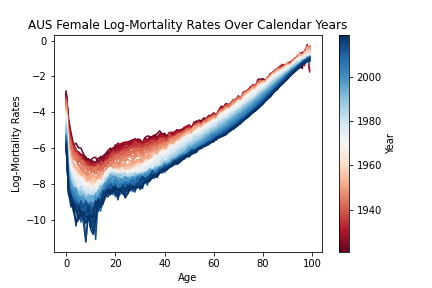 AUS Female Log-Mortality Rates Over Calendar Years
0
−2
−4
−6
−8
−10
Log-Mortality Rates
0 20 40 60 80 100
Age
2000
1980
1960
1940
Year